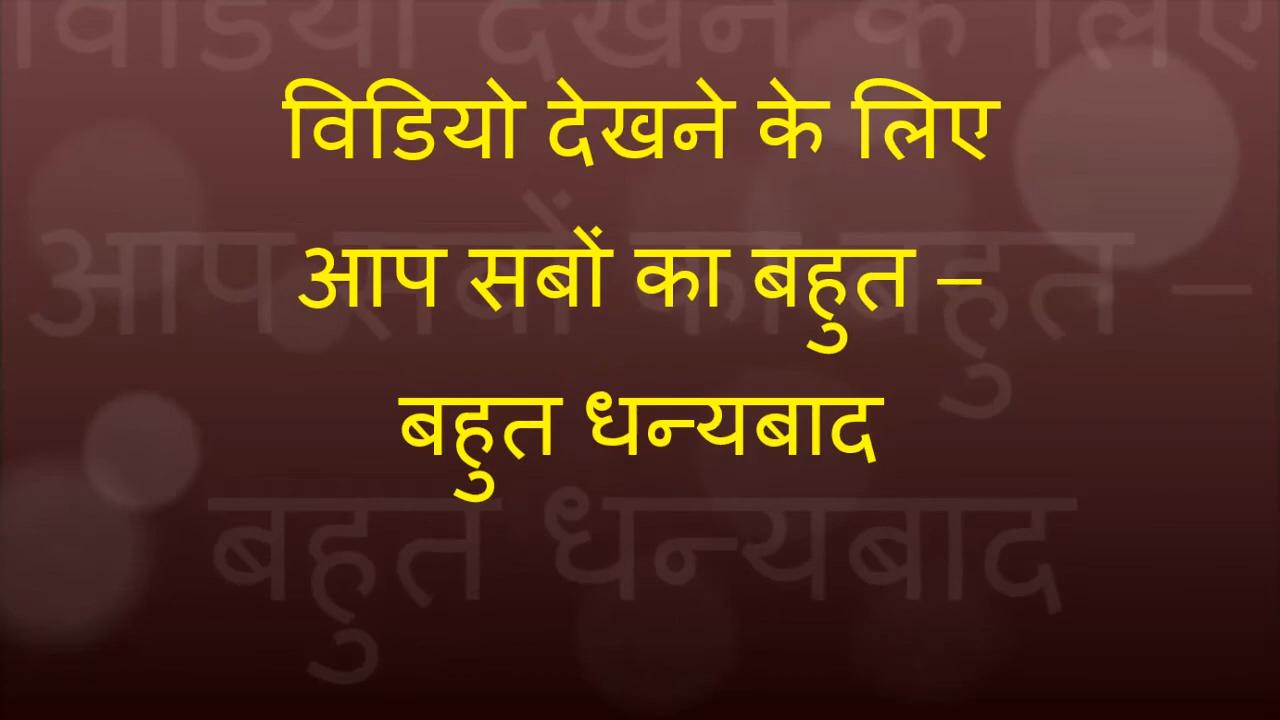 विडियो देखने के लिए
आप सबों का बहुत –
बहुत धन्यबाद